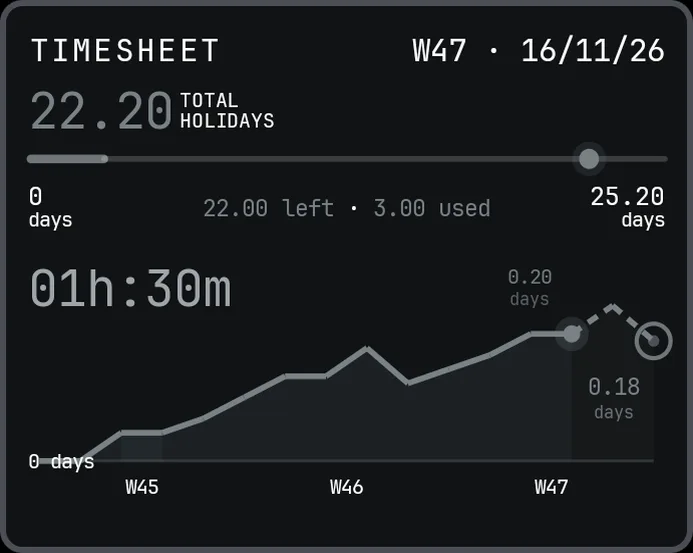 TIMESHEET
W47 · 16/11/26
22.20 TOTAL HOLIDAYS
0 days
22.00 left · 3.00 used
25.20 days
01h:30m
0.20 days
0.18 days
0 days
W45 W46 W47